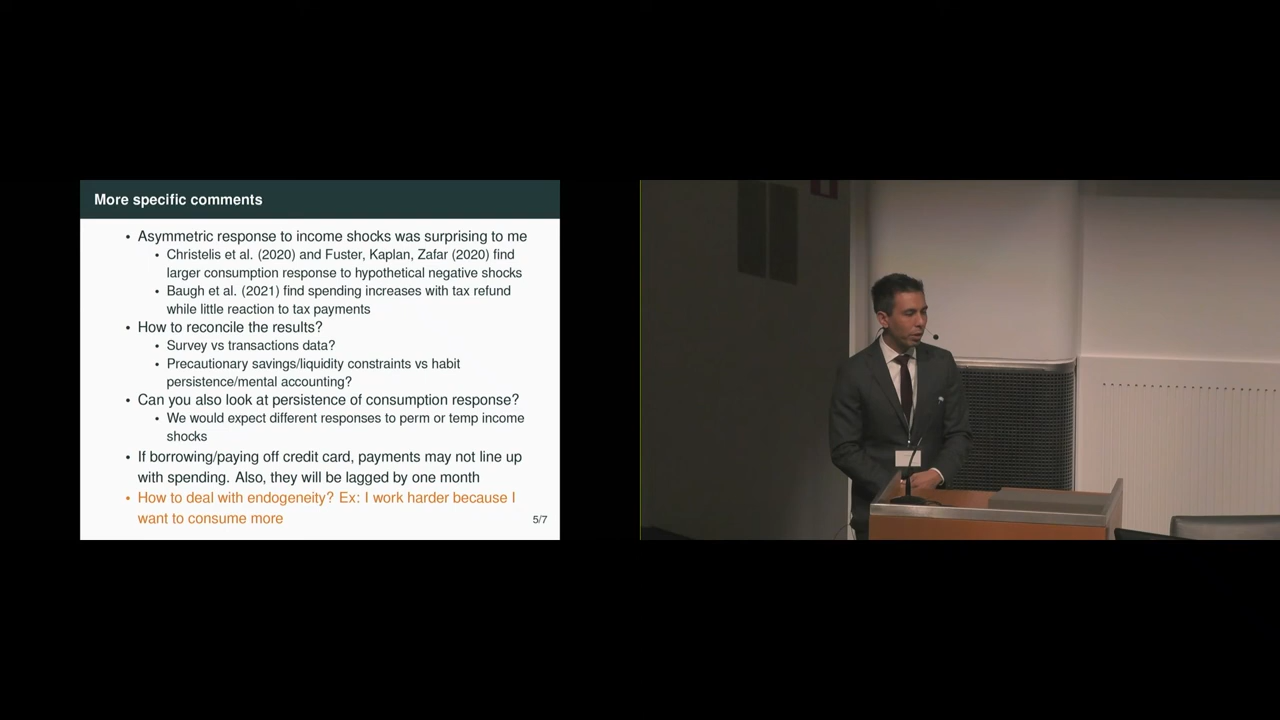 More specific comments
• Asymmetric response to income shocks was surprising to me
• Christelis et al. (2020) and Fuster, Kaplan, Zafar (2020) find
larger consumption response to hypothetical negative shocks
• Baugh et al. (2021) find spending increases with tax refund
while little reaction to tax payments
• How to reconcile the results?
• Survey vs transactions data?
• Precautionary savings/liquidity constraints vs habit
persistence/mental accounting?
• Can you also look at persistence of consumption response?
• We would expect different responses to perm or temp income
shocks
• If borrowing/paying off credit card, payments may not line up
with spending. Also, they will be lagged by one month
• How to deal with endogeneity? Ex: I work harder because I
want to consume more
5/7